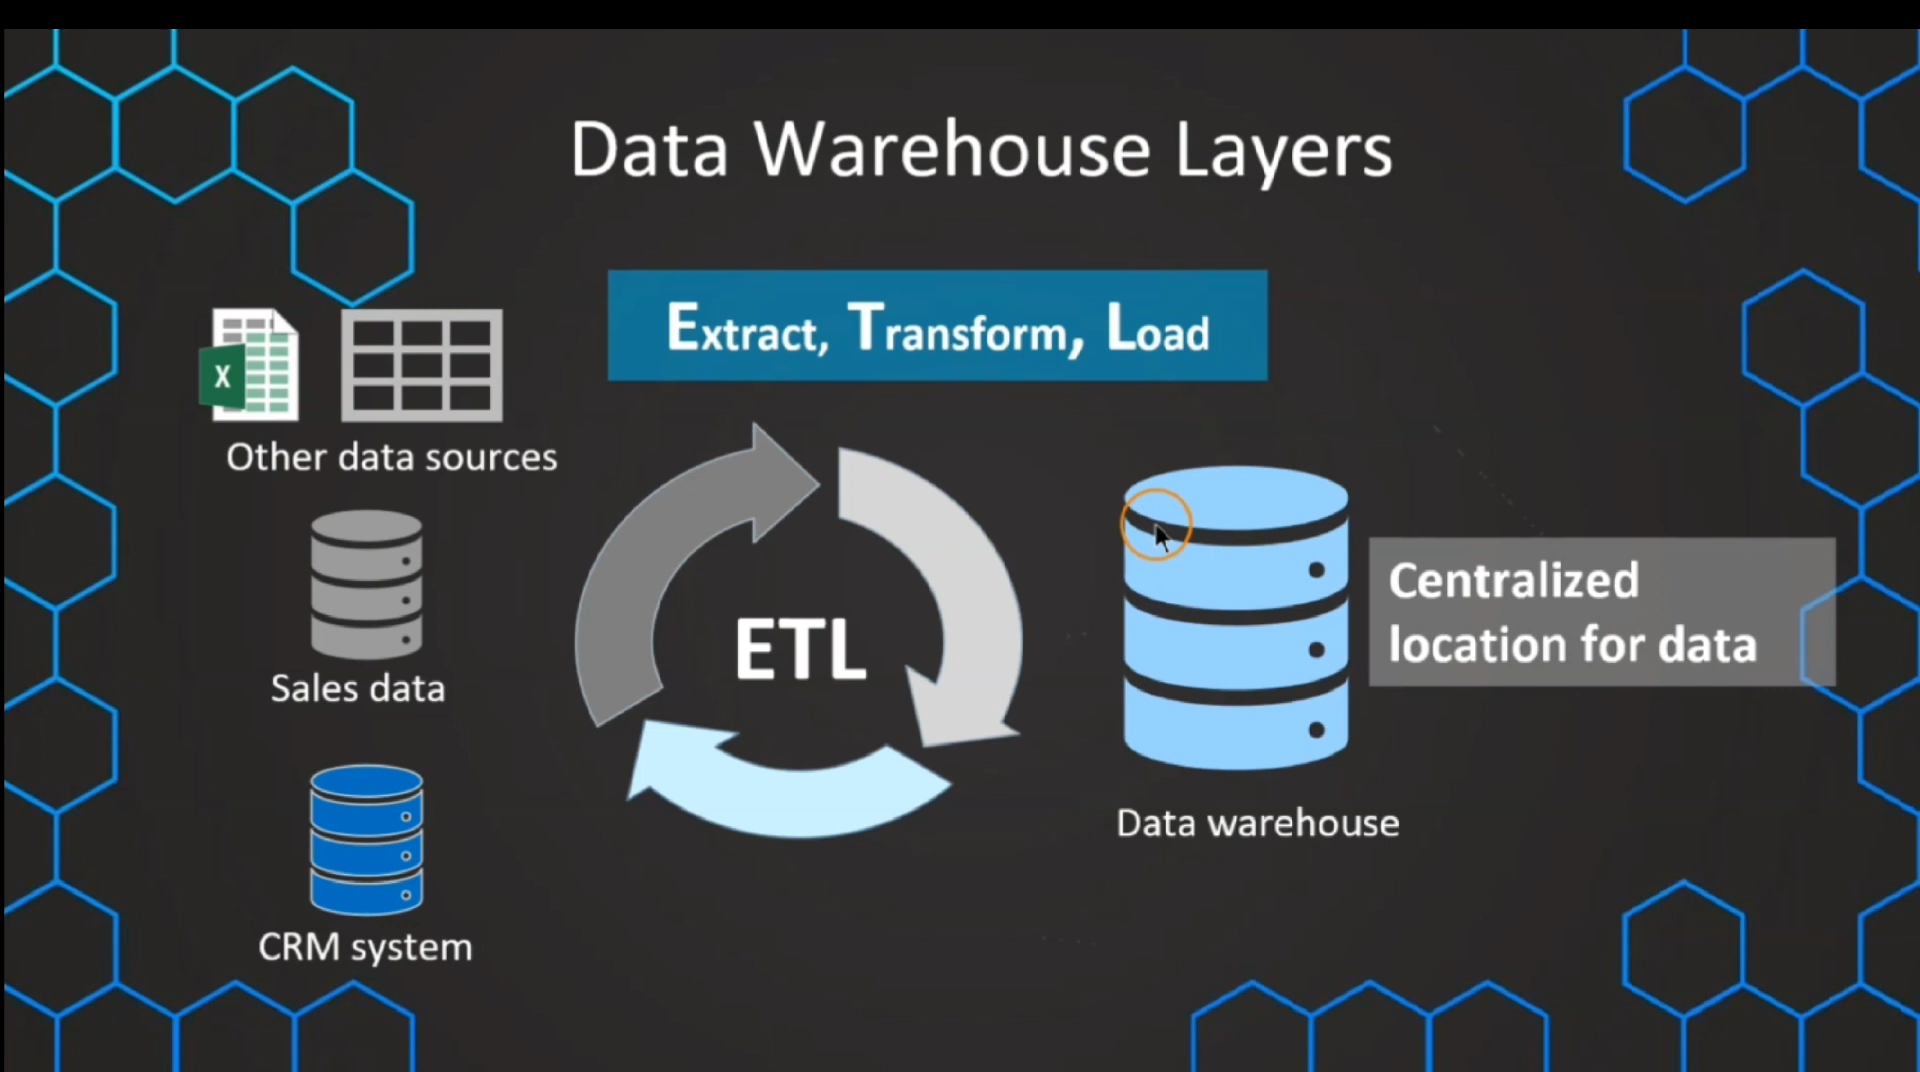 Data Warehouse Layers
Extract, Transform, Load
X
Other data sources
Sales data
CRM system
ETL
Data warehouse
Centralized
location for data